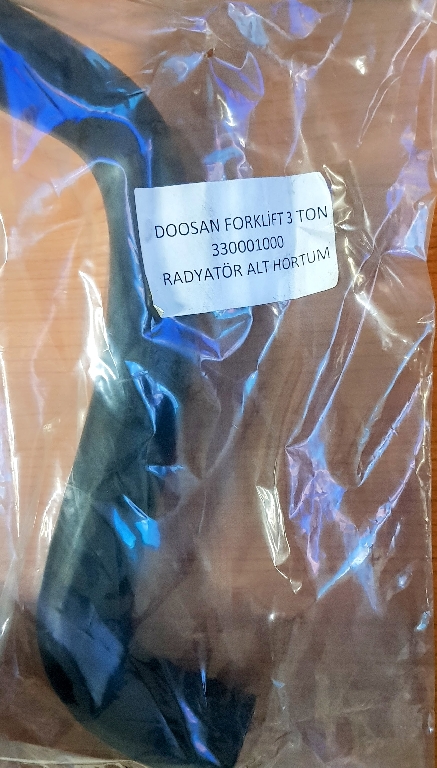 DOOSAN FORKLİFT 3 TON
330001000
RADYATÖR ALT HORTUM